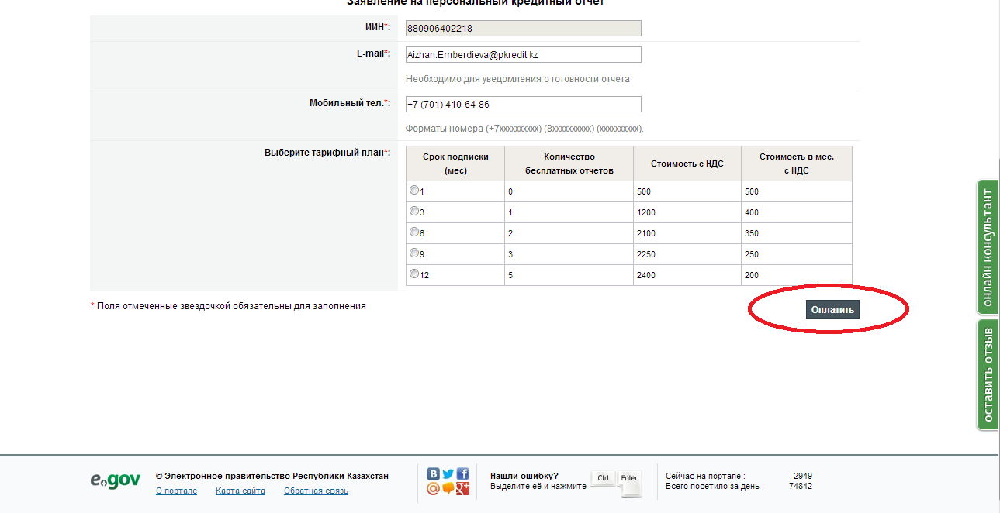 Заявление на персональный кредитный отчет
ИИН*:
880906402218
E-mail*:
Aizhan.Emberdieva@pkredit.kz
Необходимо для уведомления о готовности отчета
Мобильный тел.*:
+7 (701) 410-64-86
Форматы номера (+7xxxxxxxxxx) (8xxxxxxxxxx) (xxxxxxxxxx).
Выберите тарифный план*:
Срок подписки (мес) Количество бесплатных отчетов Стоимость с НДС Стоимость в мес. с НДС
1 0 500 500
3 1 1200 400
6 2 2100 350
9 3 2250 250
12 5 2400 200
* Поля отмеченные звездочкой обязательны для заполнения
Оплатить
онлайн консультант
оставить отзыв
e.gov
© Электронное правительство Республики Казахстан
О портале Карта сайта Обратная связь
Нашли ошибку?
Выделите её и нажмите
Ctrl Enter
Сейчас на портале : 2949
Всего посетило за день : 74842